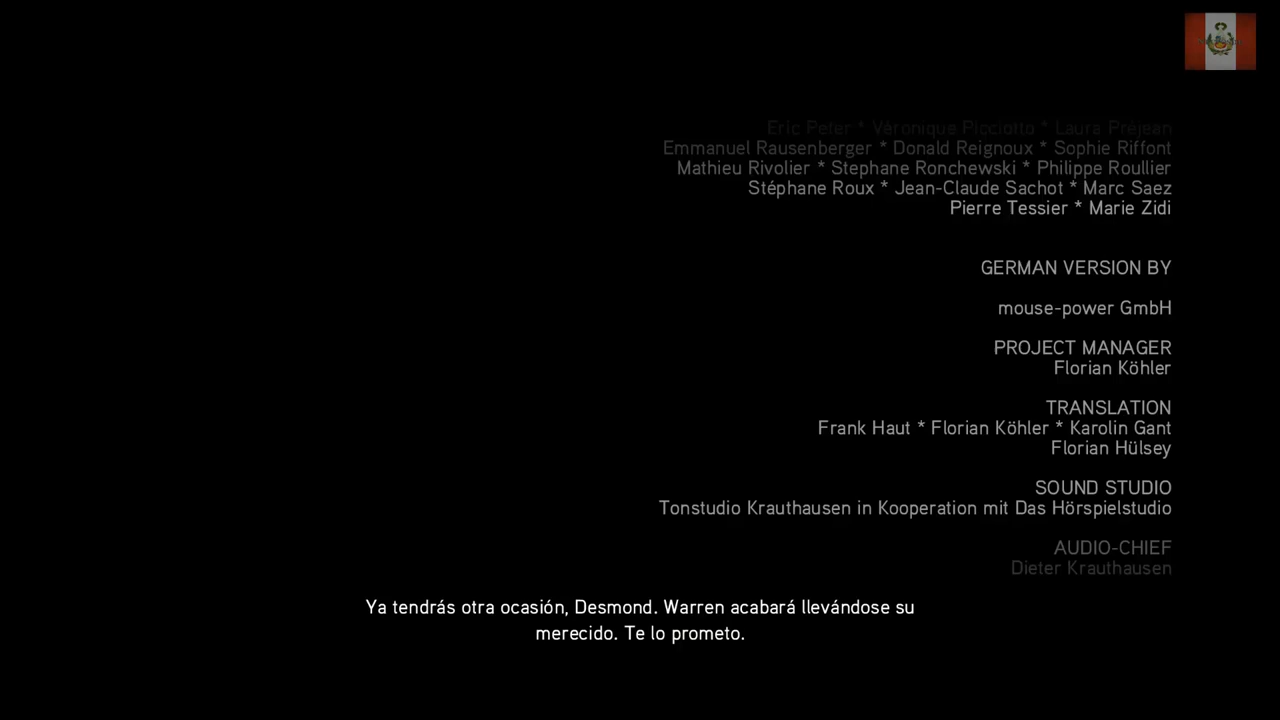 Eric Peter * Véronique Picciotto * Laura Préjean
Emmanuel Rausenberger * Donald Reignoux * Sophie Riffont
Mathieu Rivolier * Stephane Ronchewski * Philippe Roullier
Stéphane Roux * Jean-Claude Sachot * Marc Saez
Pierre Tessier * Marie Zidi
GERMAN VERSION BY
mouse-power GmbH
PROJECT MANAGER
Florian Köhler
TRANSLATION
Frank Haut * Florian Köhler * Karolin Gant
Florian Hülsey
SOUND STUDIO
Tonstudio Krauthausen in Kooperation mit Das Hörspielstudio
AUDIO-CHIEF
Dieter Krauthausen
Ya tendrás otra ocasión, Desmond. Warren acabará llevándose su
merecido. Te lo prometo.